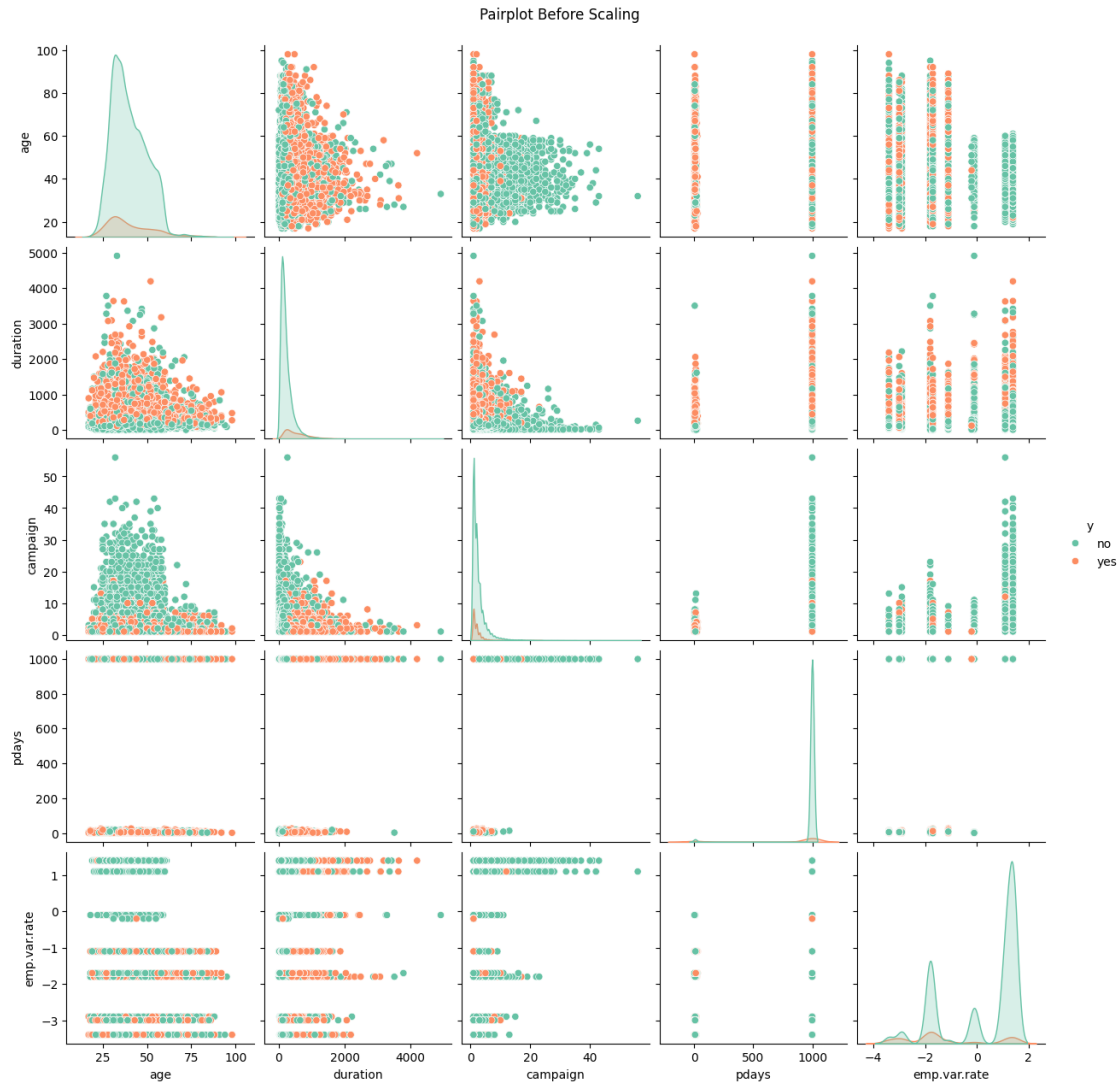 Pairplot Before Scaling
100
80
60
40
20
age
5000
4000
3000
2000
1000
0
duration
50
40
30
20
10
0
campaign
y
no
yes
1000
800
600
400
200
0
pdays
1
0
−1
−2
−3
emp.var.rate
25 50 75 100
0 2000 4000
0 20 40
0 500 1000
−4 −2 0 2
age duration campaign pdays emp.var.rate